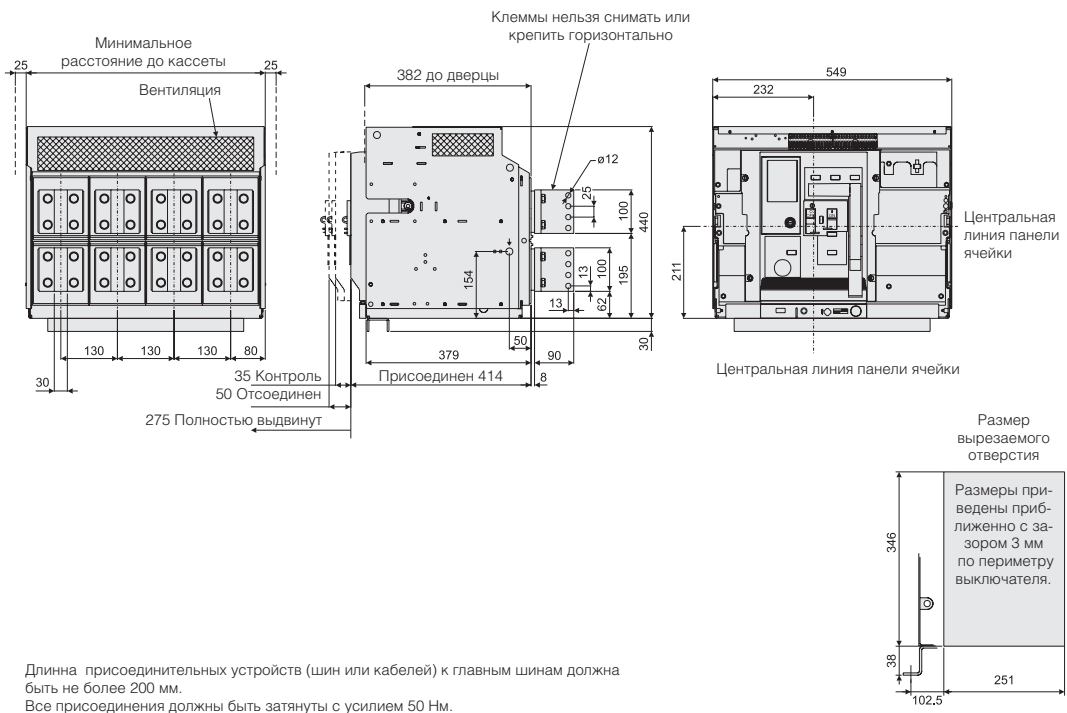 Клеммы нельзя снимать или
крепить горизонтально
Минимальное
расстояние до кассеты
25
25
Вентиляция
382 до дверцы
549
232
ø12
25
100
440
154
13
100
195
13
62
30
50
379
90
8
211
Центральная
линия панели
ячейки
130
130
130
80
30
35 Контроль
Присоединен 414
50 Отсоединен
275 Полностью выдвинут
Центральная линия панели ячейки
Размер
вырезаемого
отверстия
Размеры при-
ведены приб-
лиженно с за-
зором 3 мм
по периметру
выключателя.
346
38
102.5
251
Длинна присоединительных устройств (шин или кабелей) к главным шинам должна
быть не более 200 мм.
Все присоединения должны быть затянуты с усилием 50 Нм.